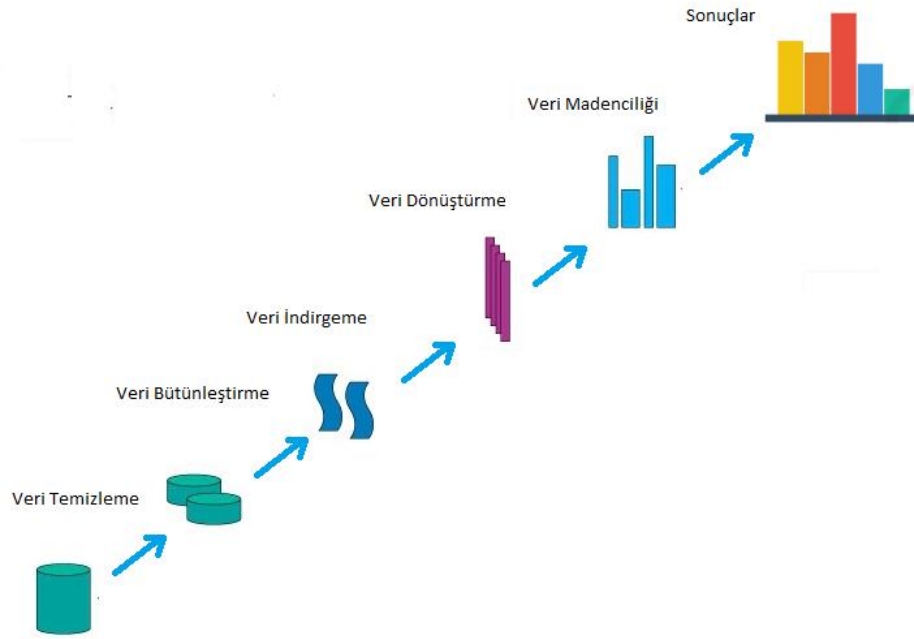 Sonuçlar
Veri Madenciliği
Veri Dönüştürme
Veri İndirgeme
Veri Bütünleştirme
Veri Temizleme